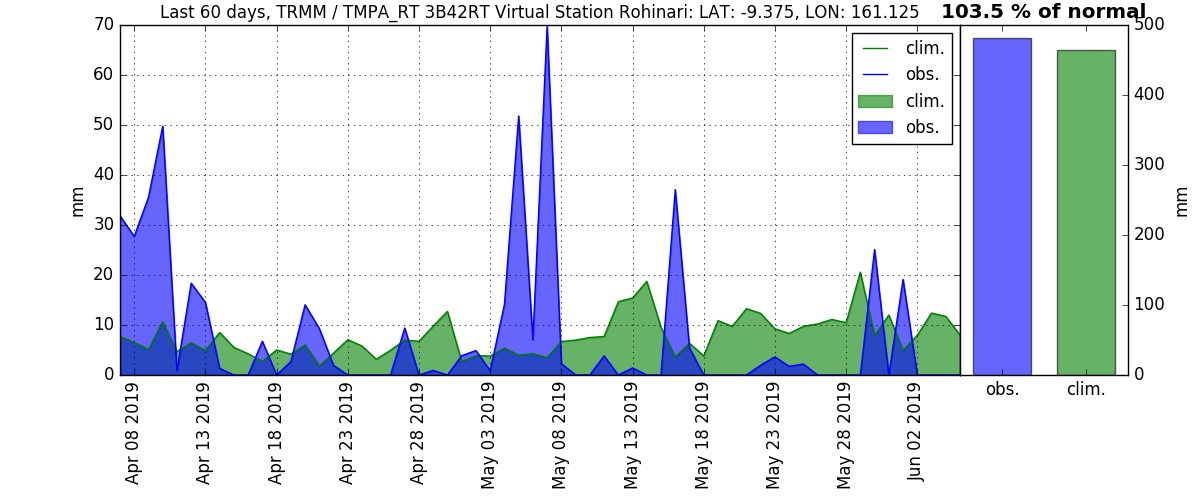 Last 60 days, TRMM / TMPA_RT 3B42RT Virtual Station Rohinari: LAT: -9.375, LON: 161.125
103.5 % of normal
70
60
50
40
30
20
10
0
mm
clim.
obs.
clim.
obs.
500
400
300
200
100
0
mm
Apr 08 2019
Apr 13 2019
Apr 18 2019
Apr 23 2019
Apr 28 2019
May 03 2019
May 08 2019
May 13 2019
May 18 2019
May 23 2019
May 28 2019
Jun 02 2019
obs.
clim.